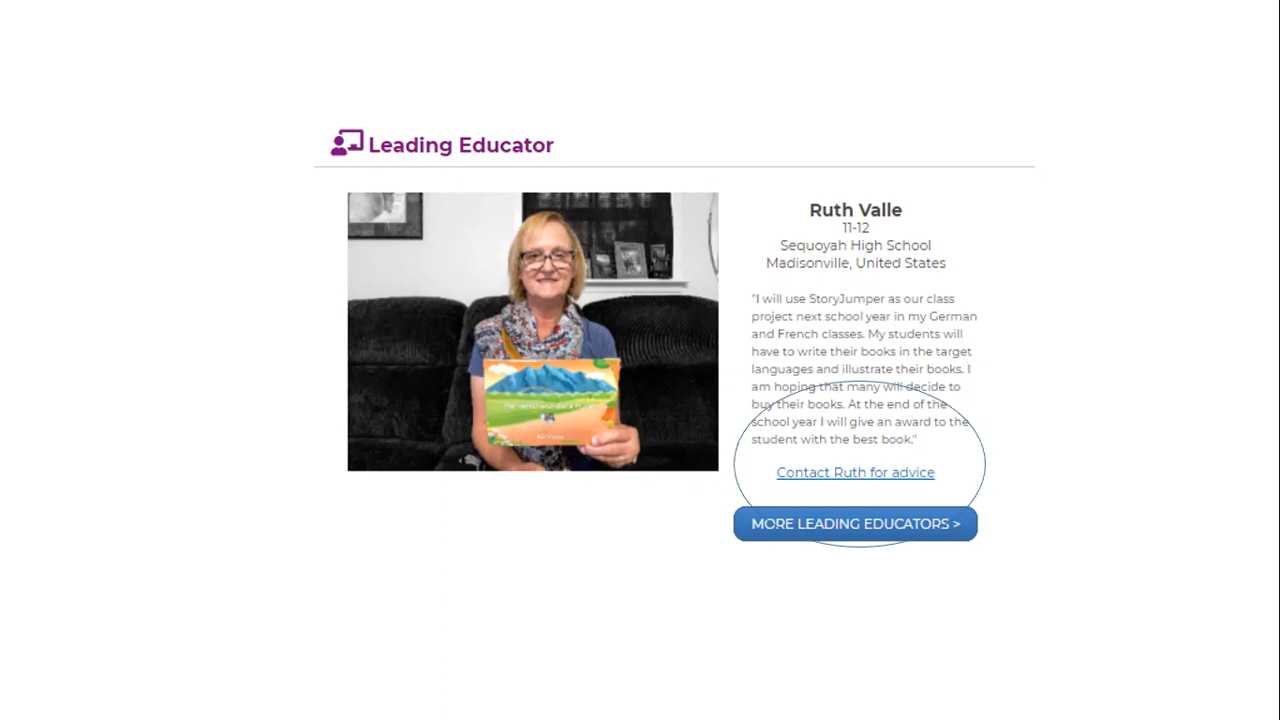 Leading Educator
Ruth Valle
11-12
Sequoyah High School
Madisonville, United States
"I will use StoryJumper as our class
project next school year in my German
and French classes. My students will
have to write their books in the target
languages and illustrate their books. I
am hoping that many will decide to
buy their books. At the end of the
school year I will give an award to the
student with the best book."
Contact Ruth for advice
MORE LEADING EDUCATORS >